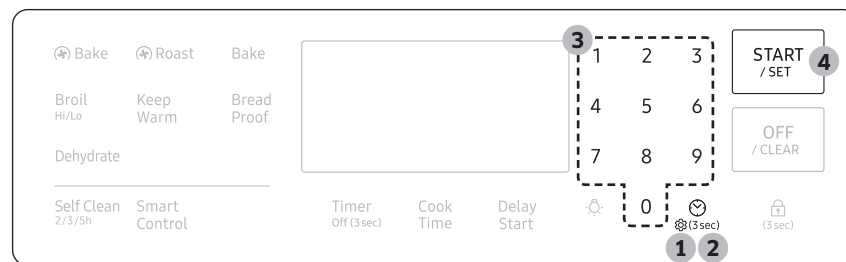 Bake Roast Bake
Broil Hi/Lo
Keep Warm
Bread Proof
Dehydrate
Self Clean 2/3/5h
Smart Control
Timer Off (3 sec)
Cook Time
Delay Start
3
1 2 3
4 5 6
7 8 9
0
(3 sec)
1 2
START / SET
4
OFF / CLEAR
(3 sec)